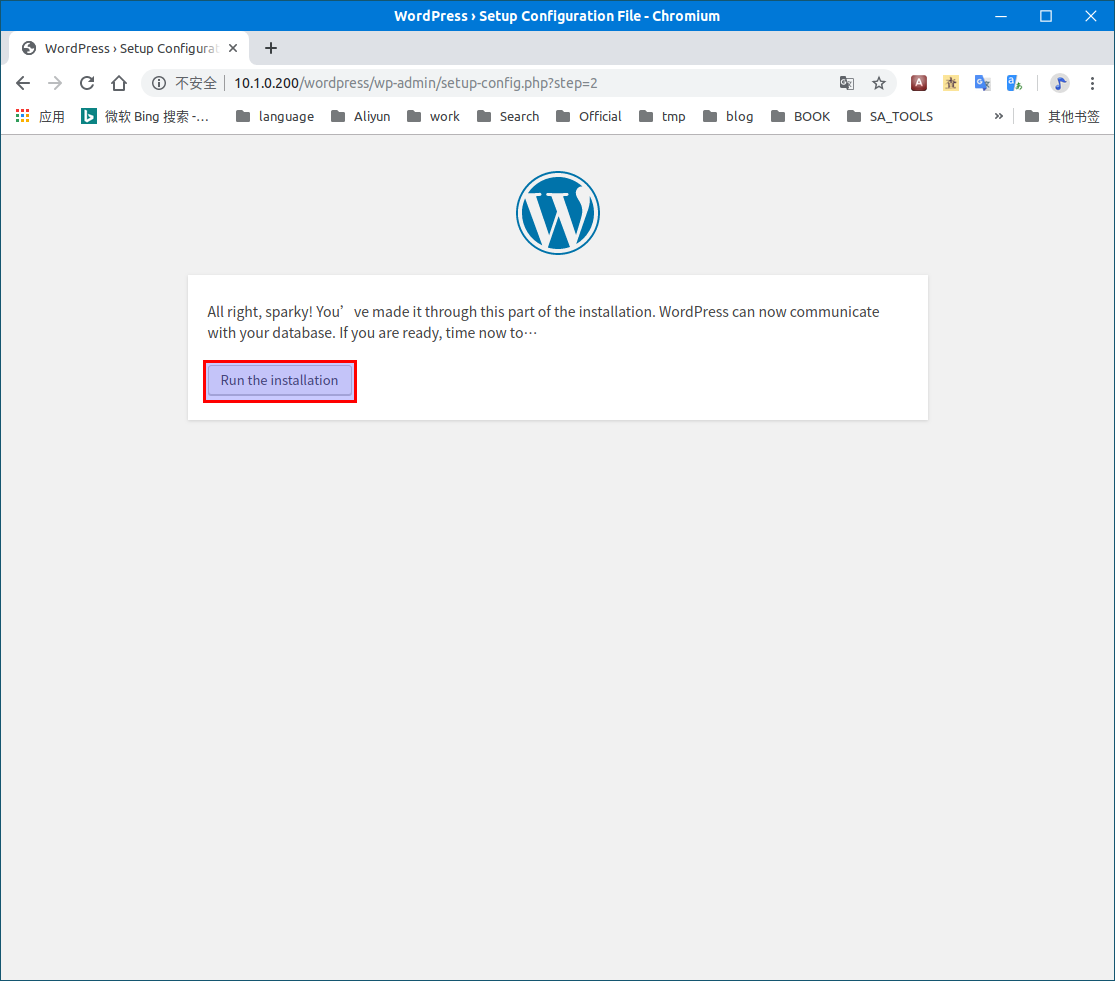 WordPress › Setup Configuration File - Chromium
WordPress › Setup Configurat
不安全
10.1.0.200/wordpress/wp-admin/setup-config.php?step=2
应用
微软 Bing 搜索 -...
language
Aliyun
work
Search
Official
tmp
blog
BOOK
SA_TOOLS
»
其他书签
All right, sparky! You’ve made it through this part of the installation. WordPress can now communicate
with your database. If you are ready, time now to…
Run the installation